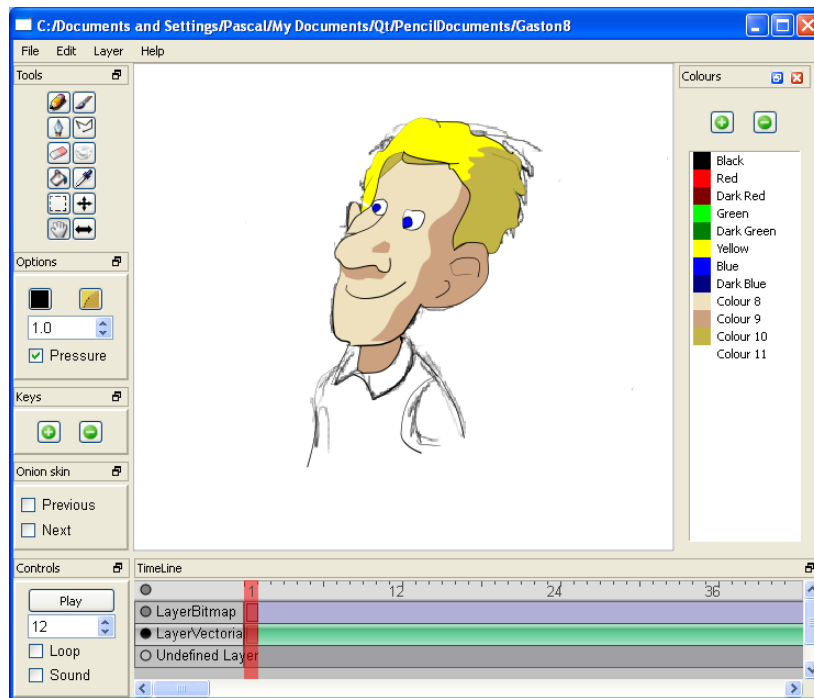 C:/Documents and Settings/Pascal/My Documents/Qt/PencilDocuments/Gaston8
File Edit Layer Help
Tools
Options
1.0
Pressure
Keys
Onion skin
Previous
Next
Controls
Play
12
Loop
Sound
Colours
Black
Red
Dark Red
Green
Dark Green
Yellow
Blue
Dark Blue
Colour 8
Colour 9
Colour 10
Colour 11
TimeLine
1 12 24 36
LayerBitmap
LayerVectorial
Undefined Layer